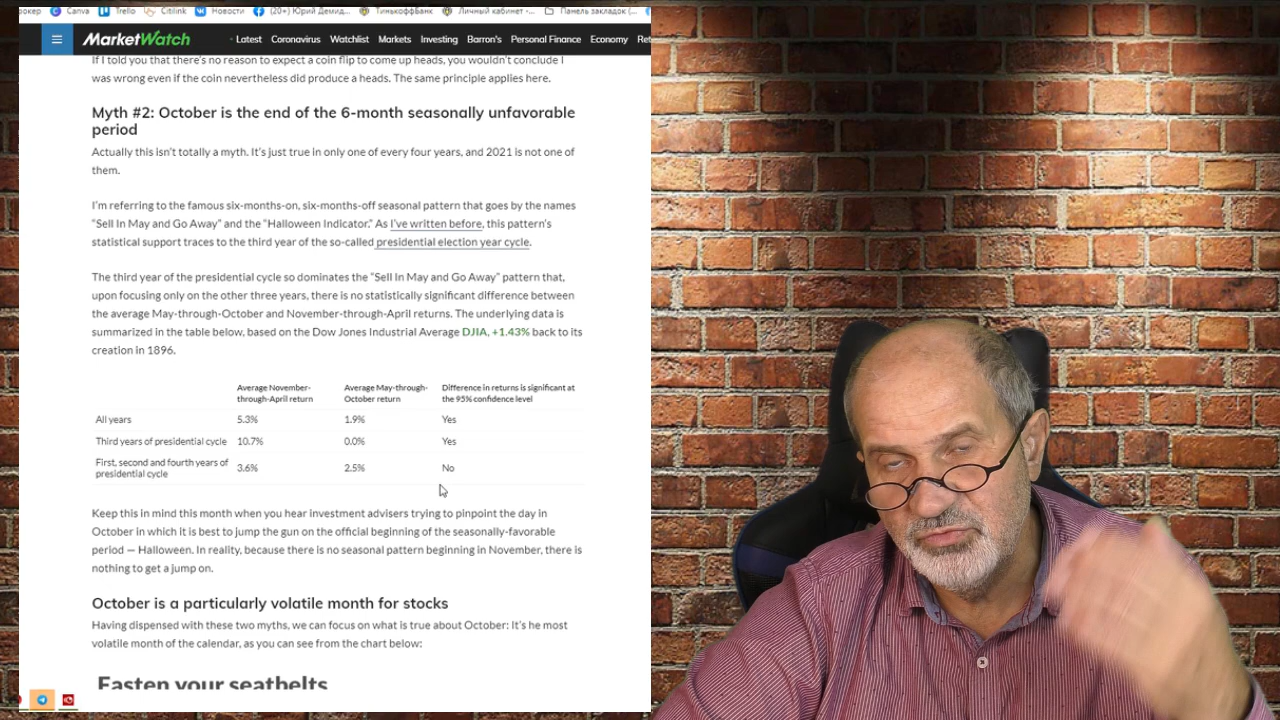 Canva Trello Citilink Новости (20+) Юрий Демид... ТинькоффБанк Личный кабинет -... Панель закладок (...
MarketWatch Latest Coronavirus Watchlist Markets Investing Barron's Personal Finance Economy Ret
If I told you that there's no reason to expect a coin flip to come up heads, you wouldn't conclude I
was wrong even if the coin nevertheless did produce a heads. The same principle applies here.
Myth #2: October is the end of the 6-month seasonally unfavorable
period
Actually this isn't totally a myth. It's just true in only one of every four years, and 2021 is not one of
them.
I'm referring to the famous six-months-on, six-months-off seasonal pattern that goes by the names
“Sell In May and Go Away” and the “Halloween Indicator.” As I've written before, this pattern's
statistical support traces to the third year of the so-called presidential election year cycle.
The third year of the presidential cycle so dominates the “Sell In May and Go Away” pattern that,
upon focusing only on the other three years, there is no statistically significant difference between
the average May-through-October and November-through-April returns. The underlying data is
summarized in the table below, based on the Dow Jones Industrial Average DJIA, +1.43% back to its
creation in 1896.
Average November- Average May-through- Difference in returns is significant at
through-April return October return the 95% confidence level
All years 5.3% 1.9% Yes
Third years of presidential cycle 10.7% 0.0% Yes
First, second and fourth years of 3.6% 2.5% No
presidential cycle
Keep this in mind this month when you hear investment advisers trying to pinpoint the day in
October in which it is best to jump the gun on the official beginning of the seasonally-favorable
period — Halloween. In reality, because there is no seasonal pattern beginning in November, there is
nothing to get a jump on.
October is a particularly volatile month for stocks
Having dispensed with these two myths, we can focus on what is true about October: It's he most
volatile month of the calendar, as you can see from the chart below:
Fasten your seatbelts